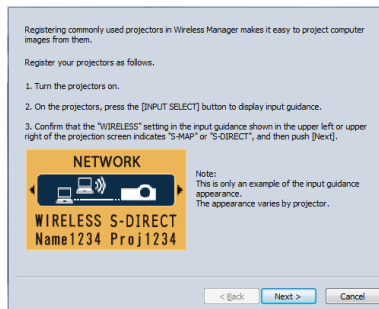 Registering commonly used projectors in Wireless Manager makes it easy to project computer
images from them.
Register your projectors as follows.
1. Turn the projectors on.
2. On the projectors, press the [INPUT SELECT] button to display input guidance.
3. Confirm that the "WIRELESS" setting in the input guidance shown in the upper left or upper
right of the projection screen indicates "S-MAP" or "S-DIRECT", and then push [Next].
NETWORK
WIRELESS S-DIRECT
Name1234 Proj1234
Note:
This is only an example of the input guidance
appearance.
The appearance varies by projector.
< Back
Next >
Cancel